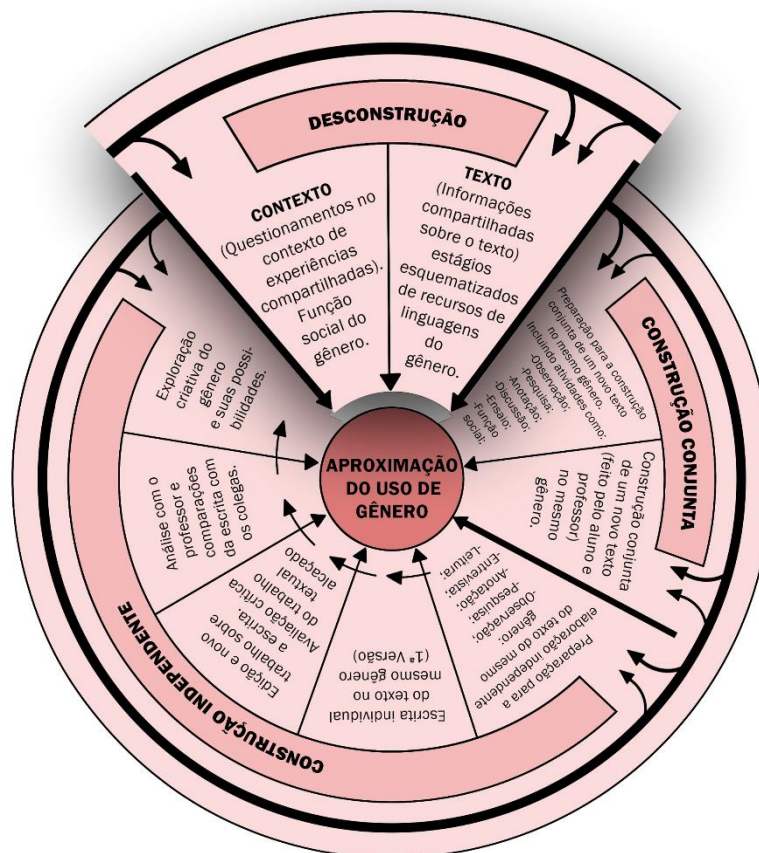 DESCONSTRUÇÃO
CONTEXTO
(Questionamentos no
contexto de
experiências
compartilhadas).
Função
social do
gênero.
TEXTO
(Informações
compartilhadas
sobre o texto)
estágios
esquematizados
de recursos de
linguagens
do
gênero.
CONSTRUÇÃO CONJUNTA
Preparação para a construção
conjunta de um novo texto
no mesmo gênero.
Incluindo atividades como:
-Observação;
-Pesquisa;
-Anotação;
-Discussão;
-Ensaio;
-Função
social;
Construção conjunta
de um novo texto
(feito pelo aluno e
professor)
no mesmo
gênero.
CONSTRUÇÃO INDEPENDENTE
Preparação para a
elaboração independente
do texto do mesmo
gênero:
-Observação;
-Pesquisa;
-Anotação;
-Entrevista;
-Leitura;
Escrita individual
do texto no
mesmo gênero
(1ª Versão)
Edição e novo
trabalho sobre
a escrita.
Avaliação crítica
do trabalho
textual
alcaçado
Análise com o
professor e
comparações
da escrita com
os colegas.
Exploração
criativa do
gênero
e suas possi-
bilidades.
APROXIMAÇÃO
DO USO DE
GÊNERO